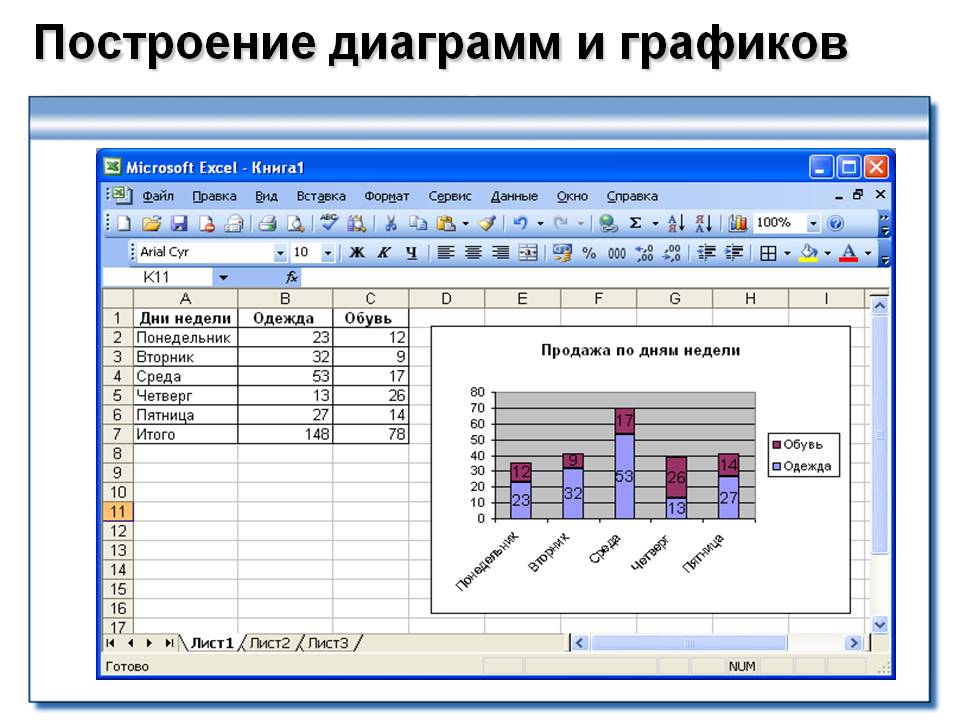 Построение диаграмм и графиков
Microsoft Excel - Книга1
Файл Правка Вид Вставка Формат Сервис Данные Окно Справка
ABC Σ А Я Я А 100% ?
Arial Cyr 10 Ж К Ч % 000 A
K11 fx
A B C D E F G H I
1 Дни недели Одежда Обувь
2 Понедельник 23 12
3 Вторник 32 9
4 Среда 53 17
5 Четверг 13 26
6 Пятница 27 14
7 Итого 148 78
8
9
10
11
12
13
14
15
16
17
Продажа по дням недели
80
70
60
50
40
30
20
10
0
12 9 17 26 14
23 32 53 13 27
Понедельник Вторник Среда Четверг Пятница
Обувь
Одежда
Лист1 Лист2 Лист3
Готово NUM